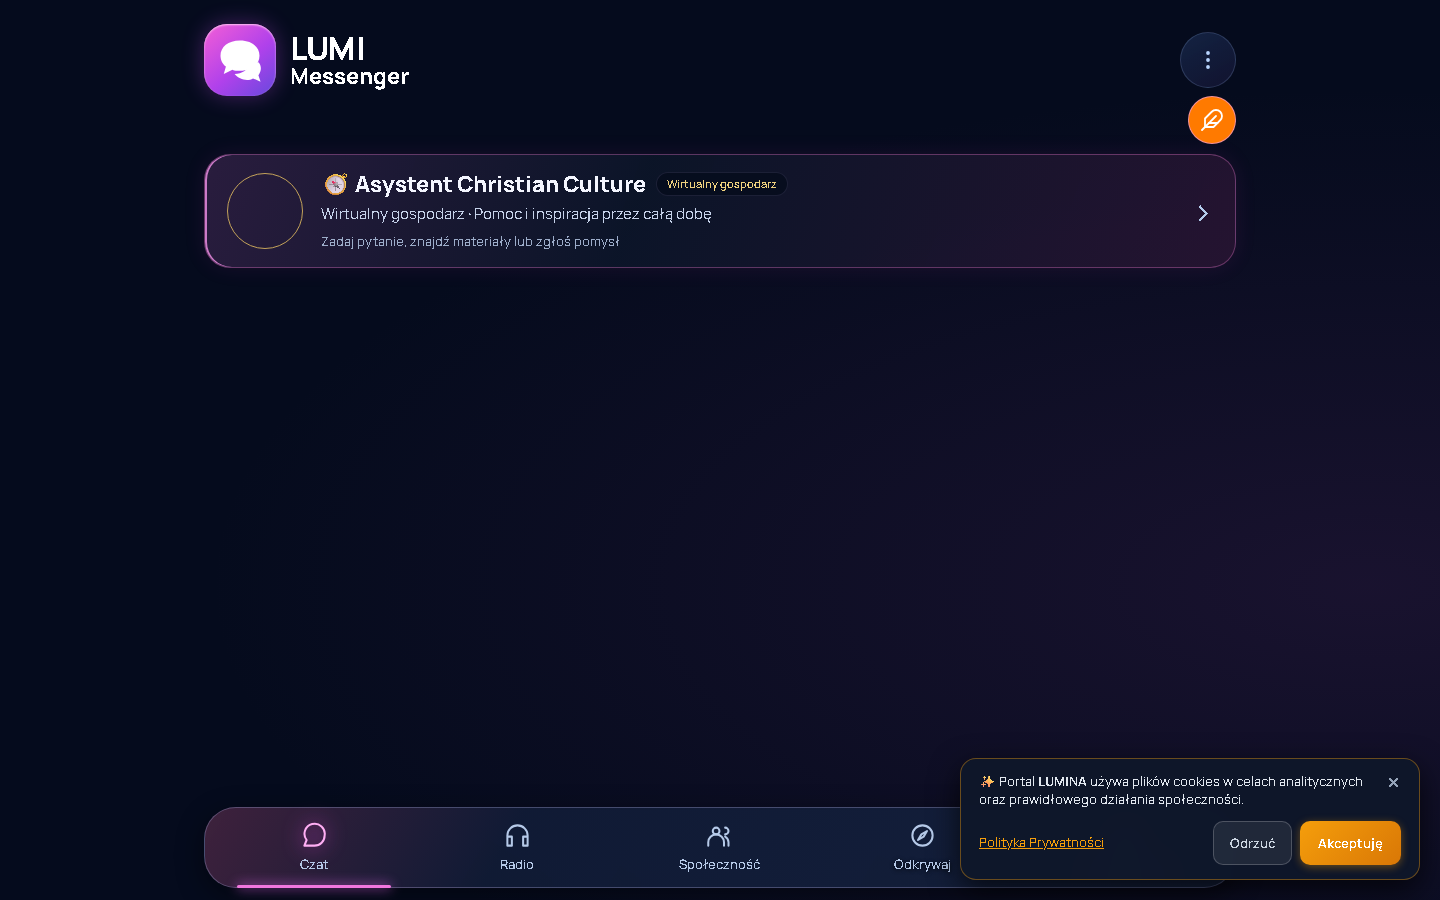 LUMI
Messenger
Asystent Christian Culture
Wirtualny gospodarz
Wirtualny gospodarz · Pomoc i inspiracja przez całą dobę
Zadaj pytanie, znajdź materiały lub zgłoś pomysł
Portal LUMINA używa plików cookies w celach analitycznych
oraz prawidłowego działania społeczności.
Polityka Prywatności
Odrzuć
Akceptuję
Czat
Radio
Społeczność
Odkrywaj